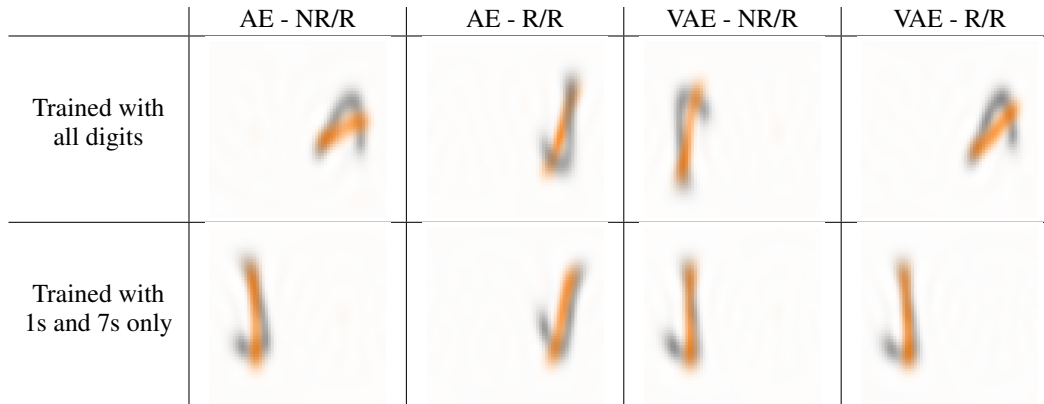 AE - NR/R AE - R/R VAE - NR/R VAE - R/R
Trained with
all digits
Trained with
1s and 7s only